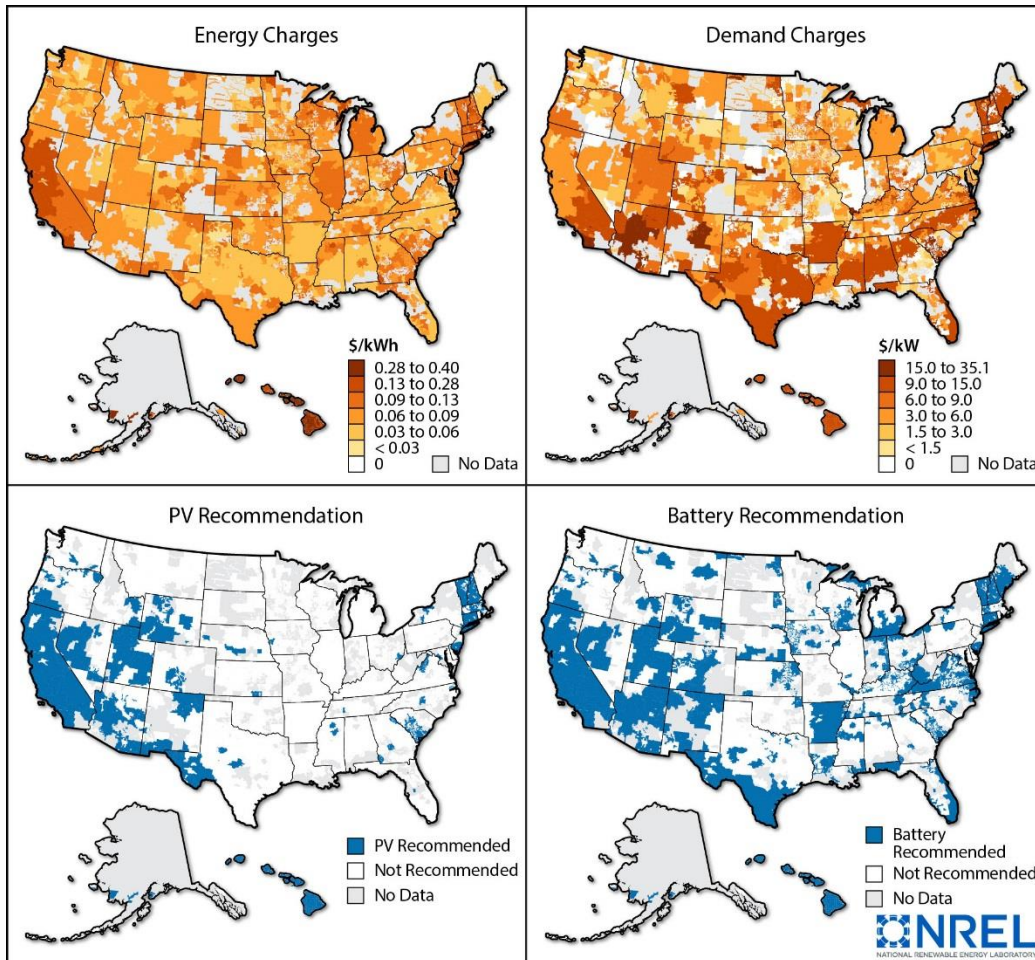 Energy Charges
$/kWh
0.28 to 0.40
0.13 to 0.28
0.09 to 0.13
0.06 to 0.09
0.03 to 0.06
< 0.03
0
No Data
Demand Charges
$/kW
15.0 to 35.1
9.0 to 15.0
6.0 to 9.0
3.0 to 6.0
1.5 to 3.0
< 1.5
0
No Data
PV Recommendation
PV Recommended
Not Recommended
No Data
Battery Recommendation
Battery
Recommended
Not Recommended
No Data
NREL
NATIONAL RENEWABLE ENERGY LABORATORY